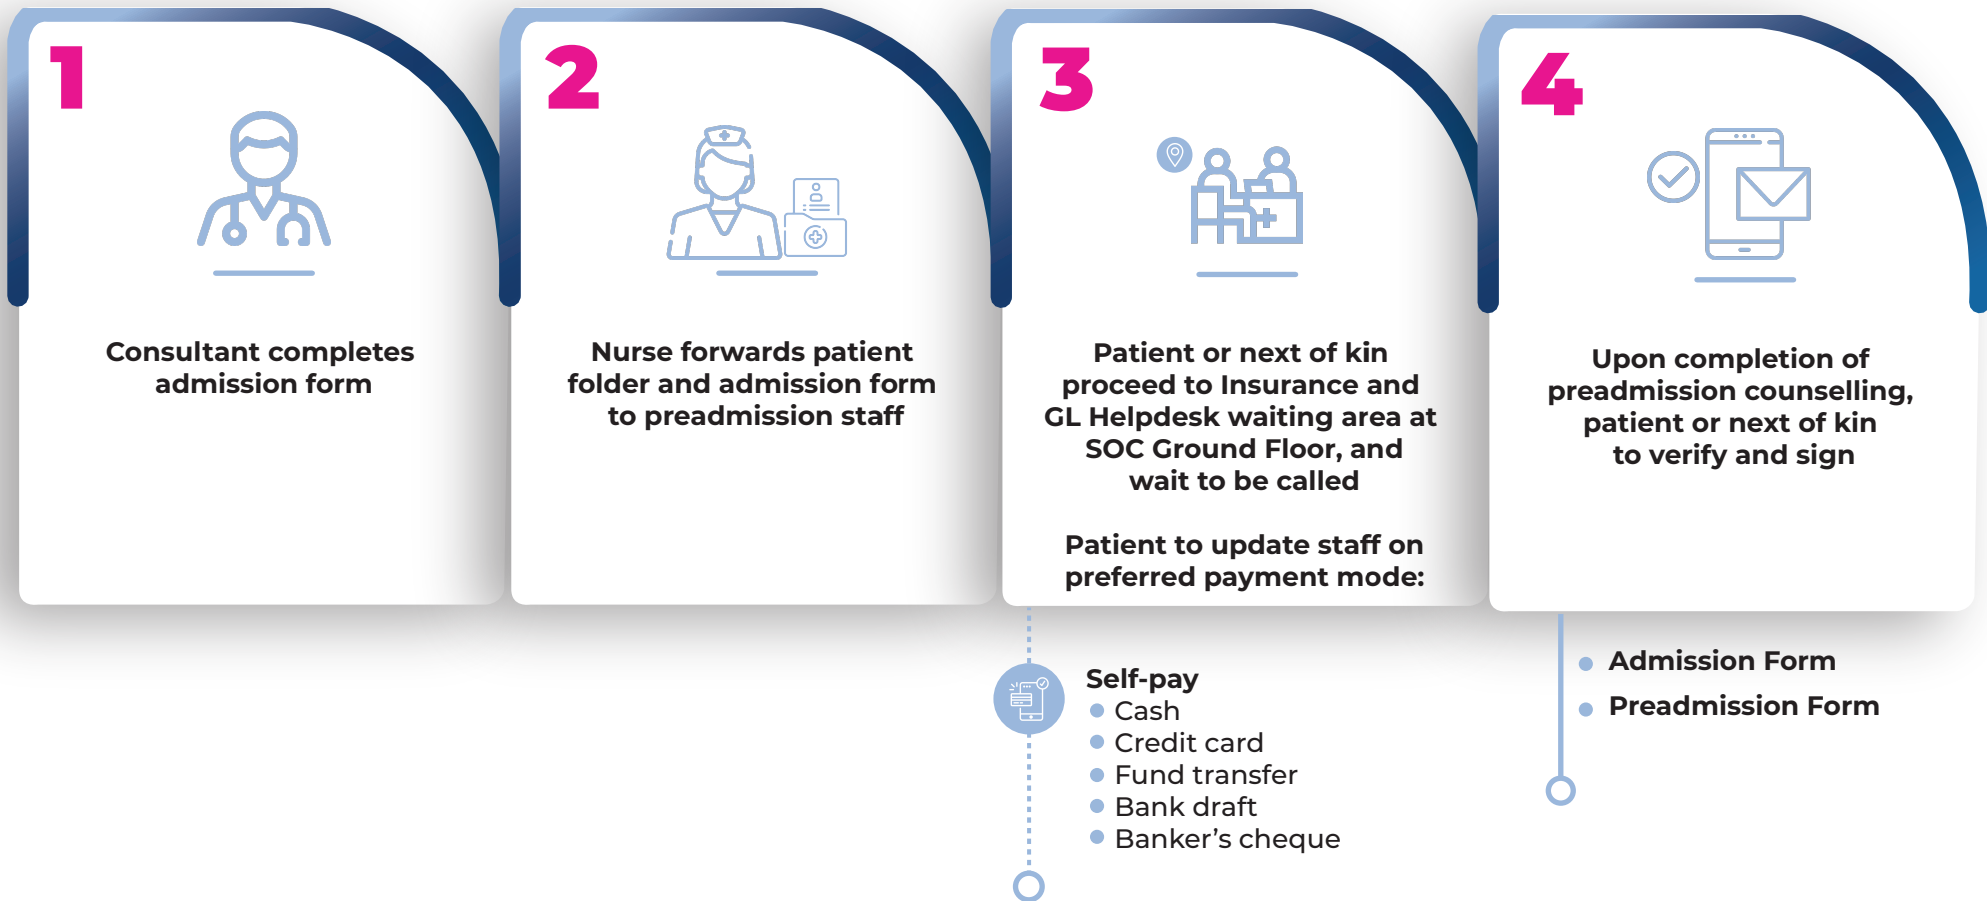 1
Consultant completes
admission form
2
Nurse forwards patient
folder and admission form
to preadmission staff
3
Patient or next of kin
proceed to Insurance and
GL Helpdesk waiting area at
SOC Ground Floor, and
wait to be called
Patient to update staff on
preferred payment mode:
Self-pay
Cash
Credit card
Fund transfer
Bank draft
Banker’s cheque
4
Upon completion of
preadmission counselling,
patient or next of kin
to verify and sign
Admission Form
Preadmission Form